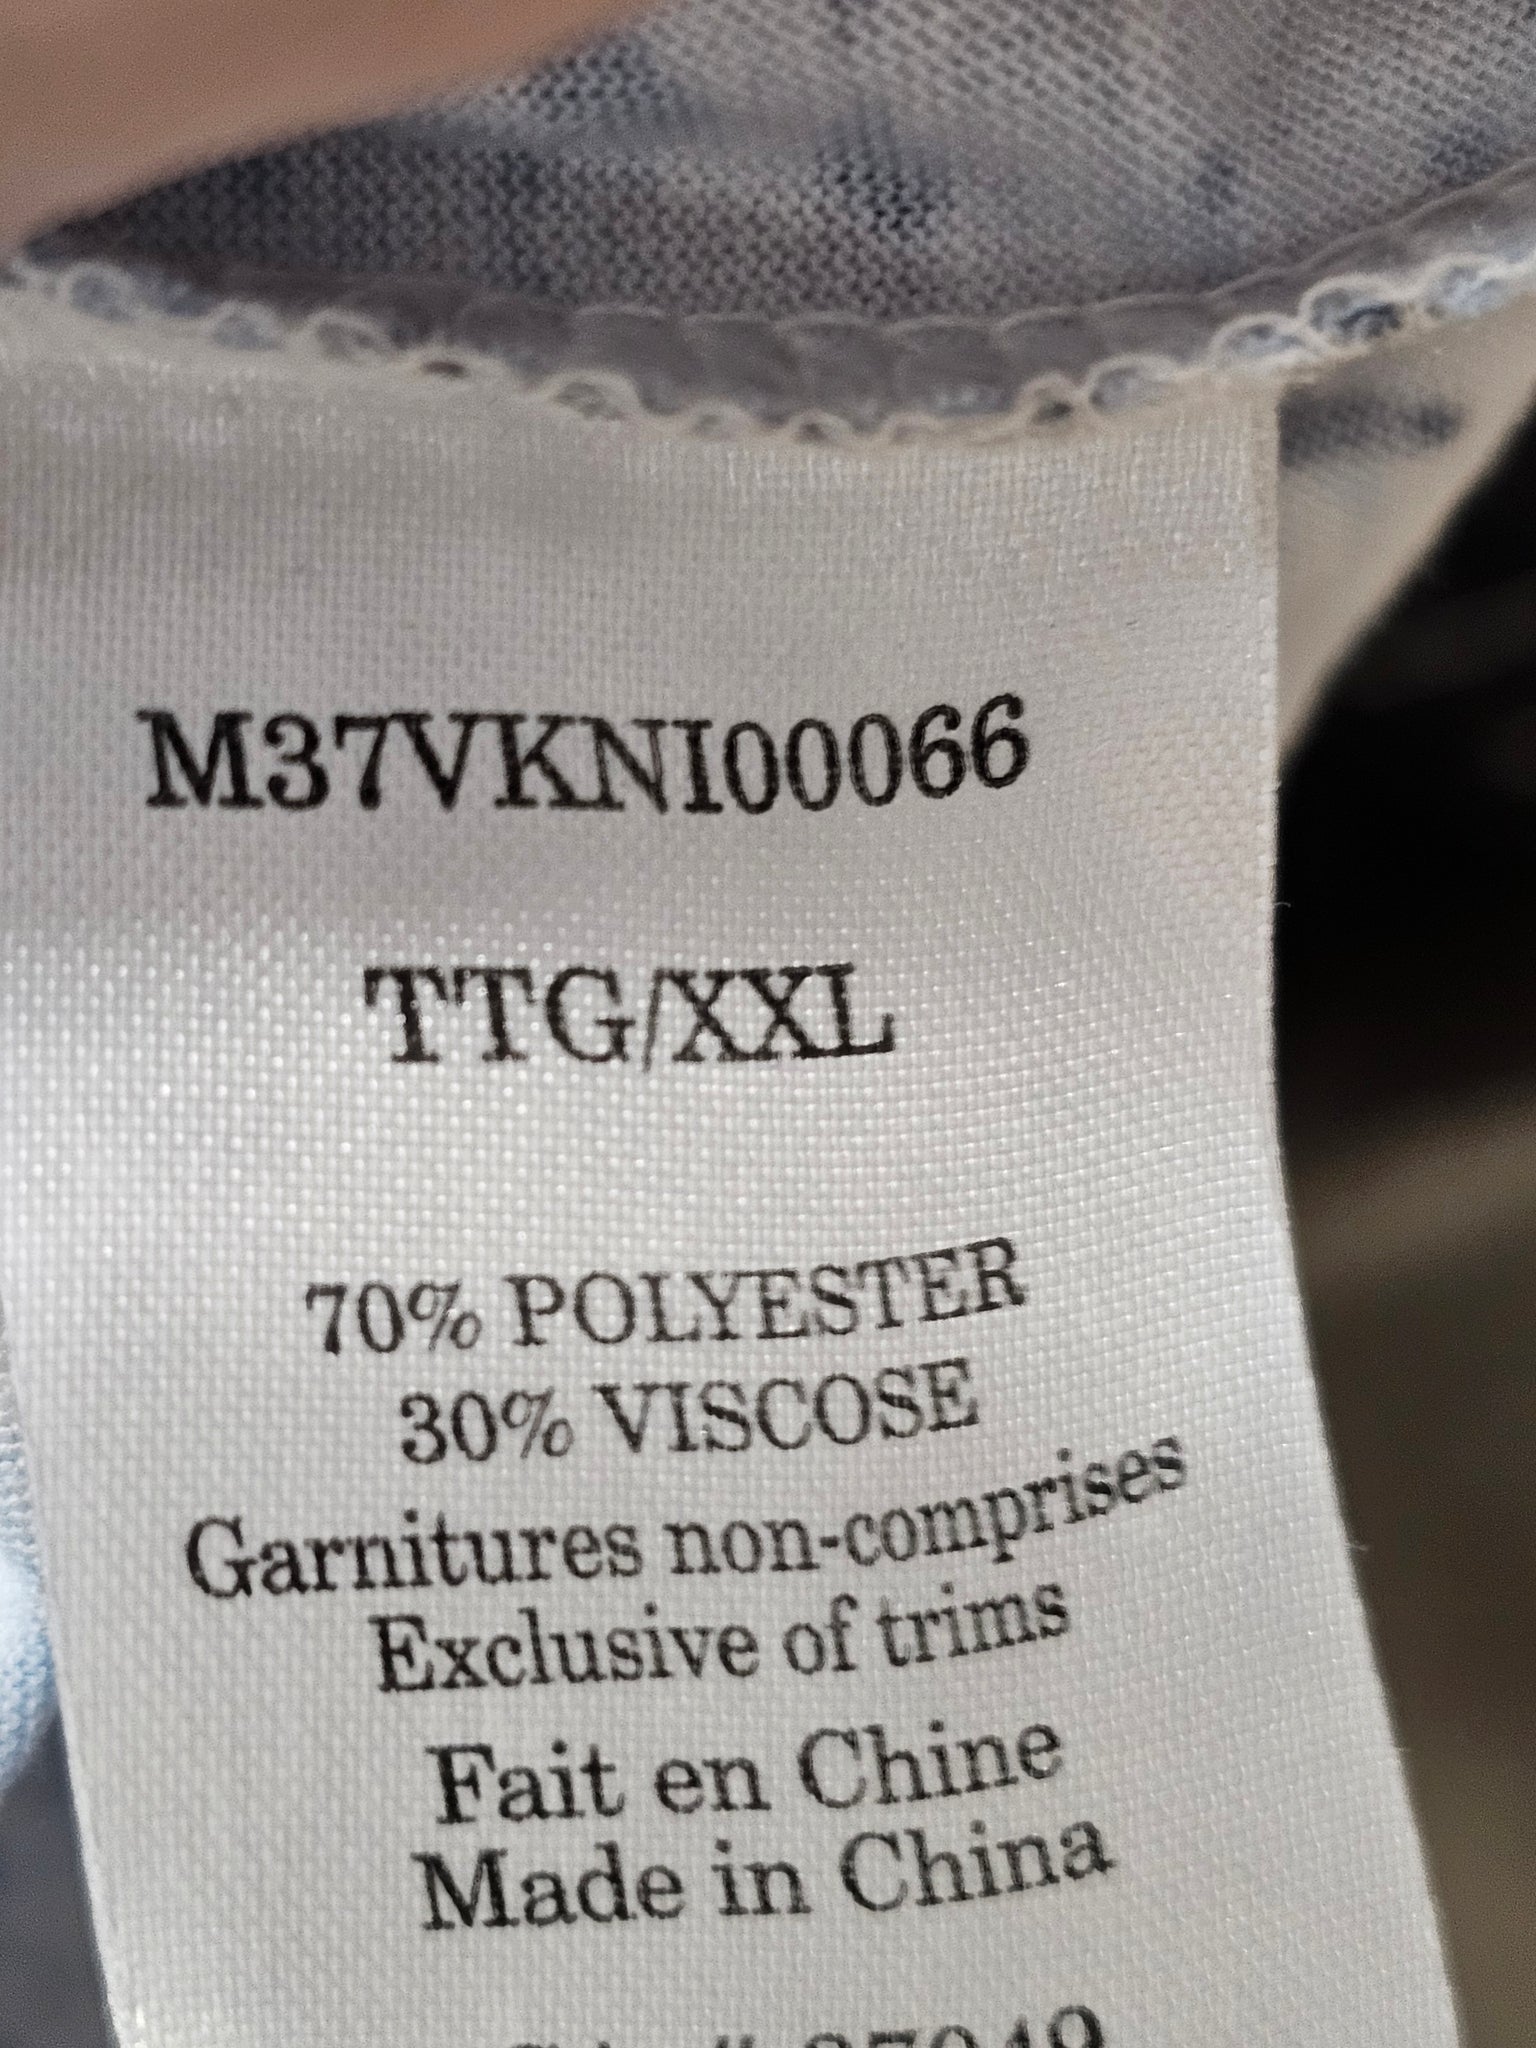 M37VKNI00066
TTG/XXL
70% POLYESTER
30% VISCOSE
Garnitures non-comprises
Exclusive of trims
Fait en Chine
Made in China